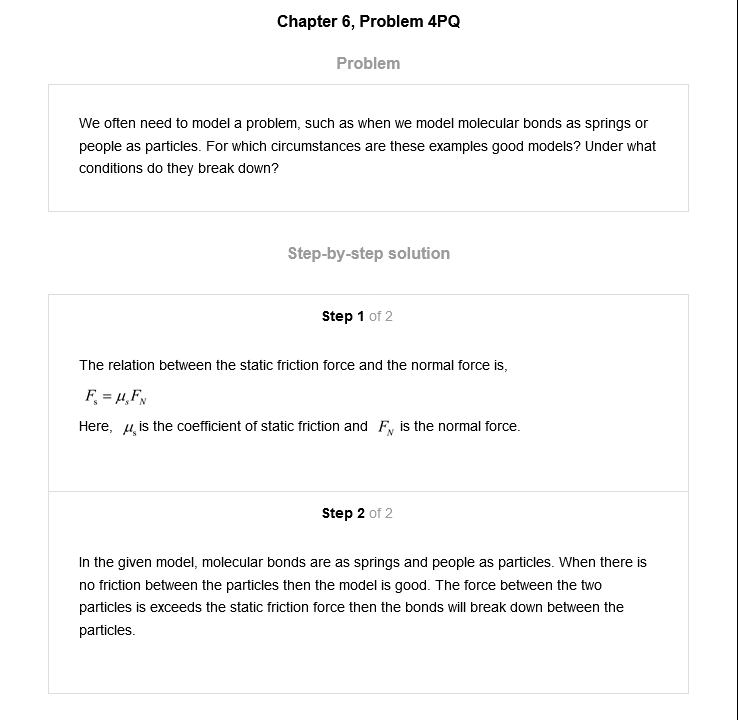 Chapter 6, Problem 4PQ
Problem
We often need to model a problem, such as when we model molecular bonds as springs or
people as particles. For which circumstances are these examples good models? Under what
conditions do they break down?
Step-by-step solution
Step 1 of 2
The relation between the static friction force and the normal force is,
Fₛ = μₛF_N
Here, μₛ is the coefficient of static friction and F_N is the normal force.
Step 2 of 2
In the given model, molecular bonds are as springs and people as particles. When there is
no friction between the particles then the model is good. The force between the two
particles is exceeds the static friction force then the bonds will break down between the
particles.